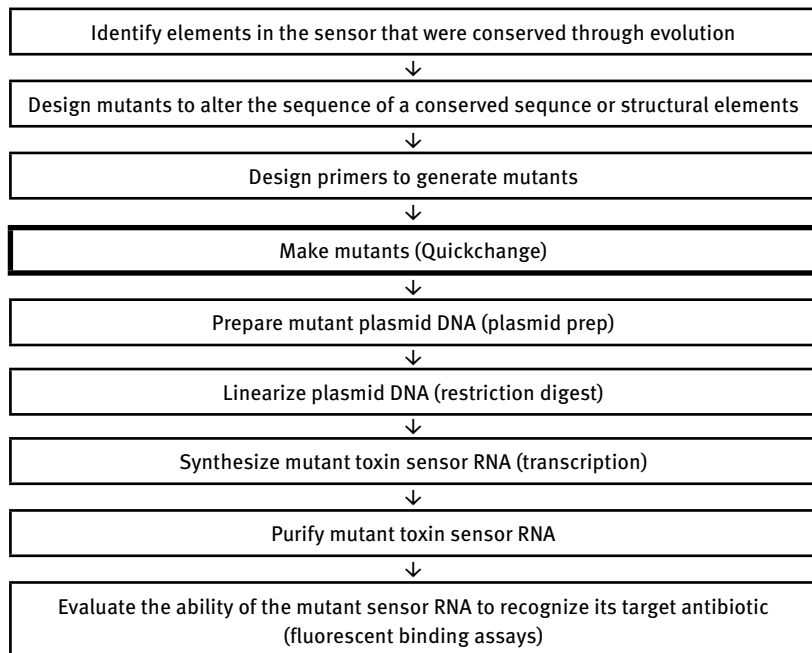 Identify elements in the sensor that were conserved through evolution
↓
Design mutants to alter the sequence of a conserved sequnce or structural elements
↓
Design primers to generate mutants
↓
Make mutants (Quickchange)
↓
Prepare mutant plasmid DNA (plasmid prep)
↓
Linearize plasmid DNA (restriction digest)
↓
Synthesize mutant toxin sensor RNA (transcription)
↓
Purify mutant toxin sensor RNA
↓
Evaluate the ability of the mutant sensor RNA to recognize its target antibiotic
(fluorescent binding assays)